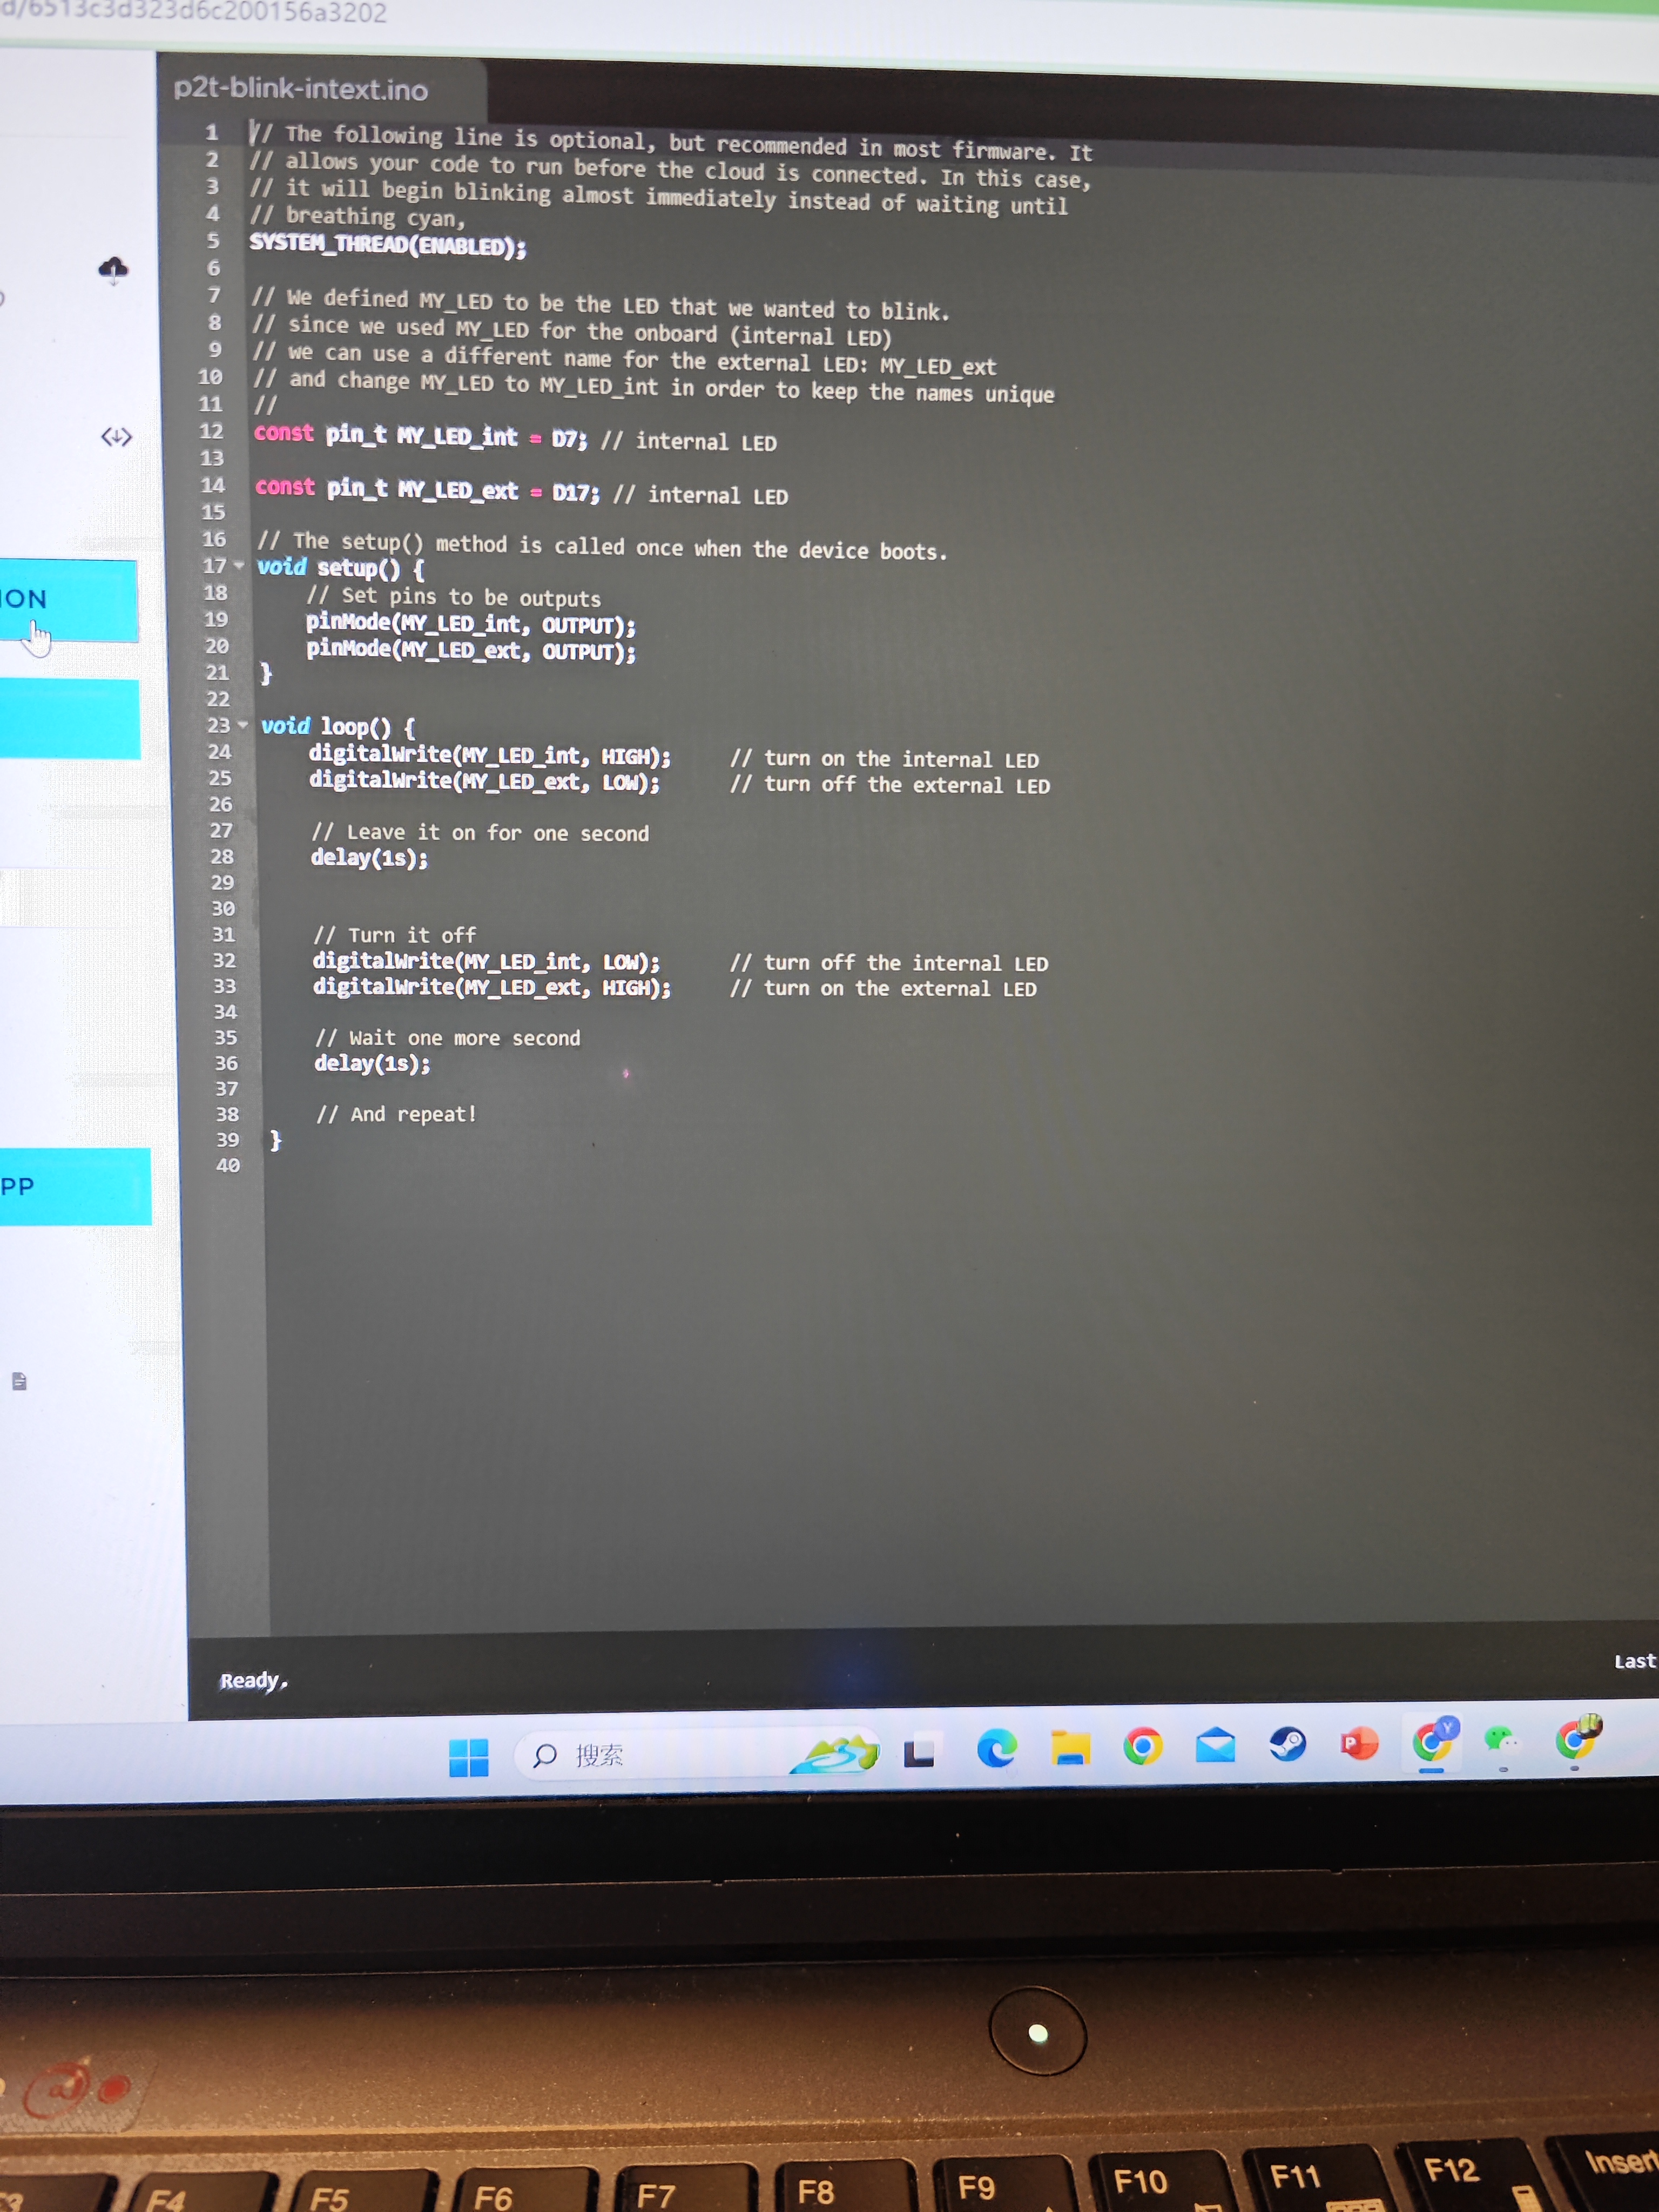 d/6513c3d323d6c200156a3202
p2t-blink-intext.ino
1 // The following line is optional, but recommended in most firmware. It
2 // allows your code to run before the cloud is connected. In this case,
3 // it will begin blinking almost immediately instead of waiting until
4 // breathing cyan,
5 SYSTEM_THREAD(ENABLED);
6
7 // We defined MY_LED to be the LED that we wanted to blink.
8 // since we used MY_LED for the onboard (internal LED)
9 // we can use a different name for the external LED: MY_LED_ext
10 // and change MY_LED to MY_LED_int in order to keep the names unique
11 //
12 const pin_t MY_LED_int = D7; // internal LED
13
14 const pin_t MY_LED_ext = D17; // internal LED
15
16 // The setup() method is called once when the device boots.
17 void setup() {
18 // Set pins to be outputs
19 pinMode(MY_LED_int, OUTPUT);
20 pinMode(MY_LED_ext, OUTPUT);
21 }
22
23 void loop() {
24 digitalWrite(MY_LED_int, HIGH); // turn on the internal LED
25 digitalWrite(MY_LED_ext, LOW); // turn off the external LED
26
27 // Leave it on for one second
28 delay(1s);
29
30
31 // Turn it off
32 digitalWrite(MY_LED_int, LOW); // turn off the internal LED
33 digitalWrite(MY_LED_ext, HIGH); // turn on the external LED
34
35 // Wait one more second
36 delay(1s);
37
38 // And repeat!
39 }
40
ION
PP
Ready.
Last
搜索
P
Y
F4
F5
F6
F7
F8
F9
F10
F11
F12
Insert